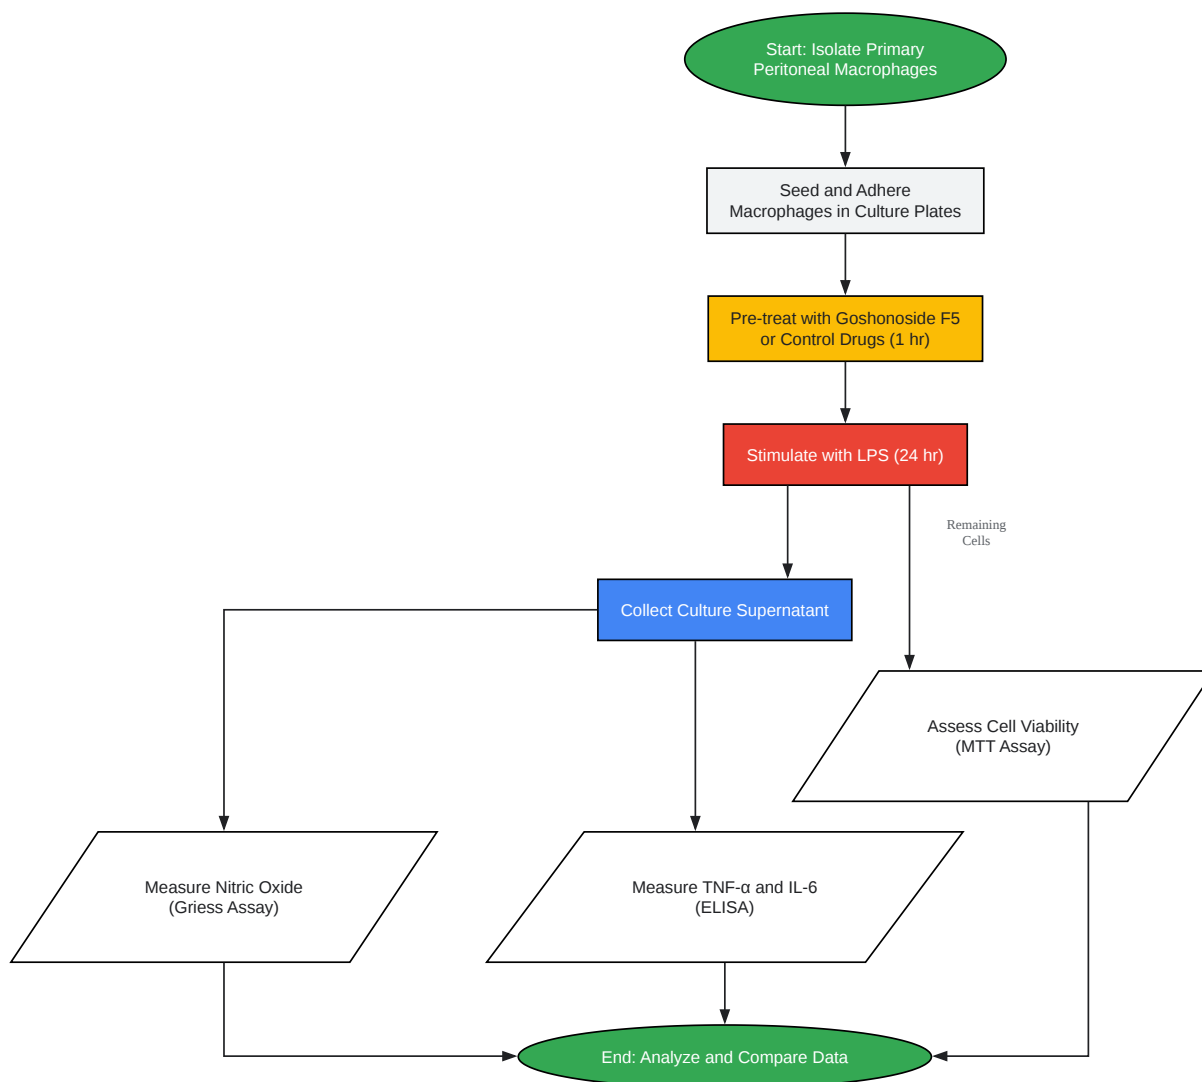 Start: Isolate Primary
Peritoneal Macrophages
Seed and Adhere
Macrophages in Culture Plates
Pre-treat with Goshonoside F5
or Control Drugs (1 hr)
Stimulate with LPS (24 hr)
Remaining
Cells
Collect Culture Supernatant
Assess Cell Viability
(MTT Assay)
Measure Nitric Oxide
(Griess Assay)
Measure TNF-α and IL-6
(ELISA)
End: Analyze and Compare Data